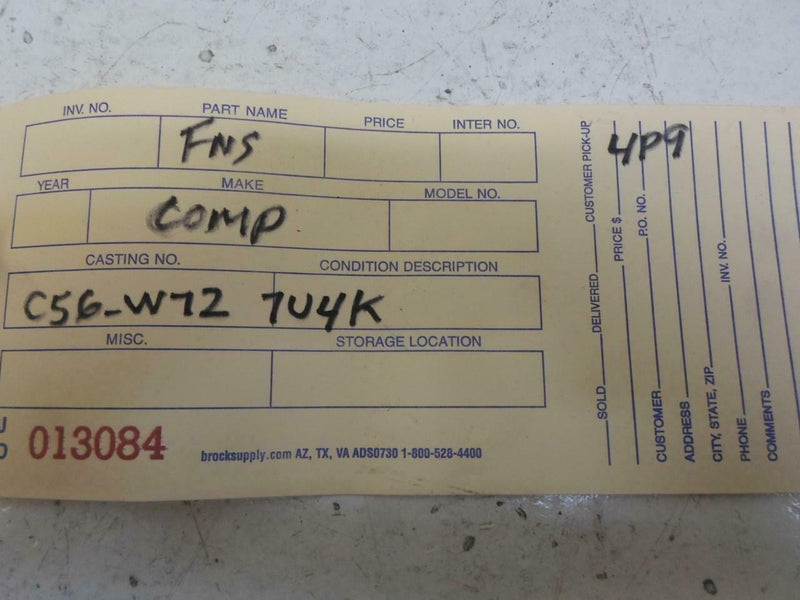 INV. NO. PART NAME PRICE INTER NO.
FNS
YEAR MAKE MODEL NO.
COMP
CASTING NO. CONDITION DESCRIPTION
C56-W72 7U4K
MISC. STORAGE LOCATION
013084
brocksupply.com AZ, TX, VA ADS0730 1-800-528-4400
4P9
SOLD DELIVERED CUSTOMER PICK-UP
PRICE $
P.O. NO.
CUSTOMER
ADDRESS
CITY, STATE, ZIP INV. NO.
PHONE
COMMENTS